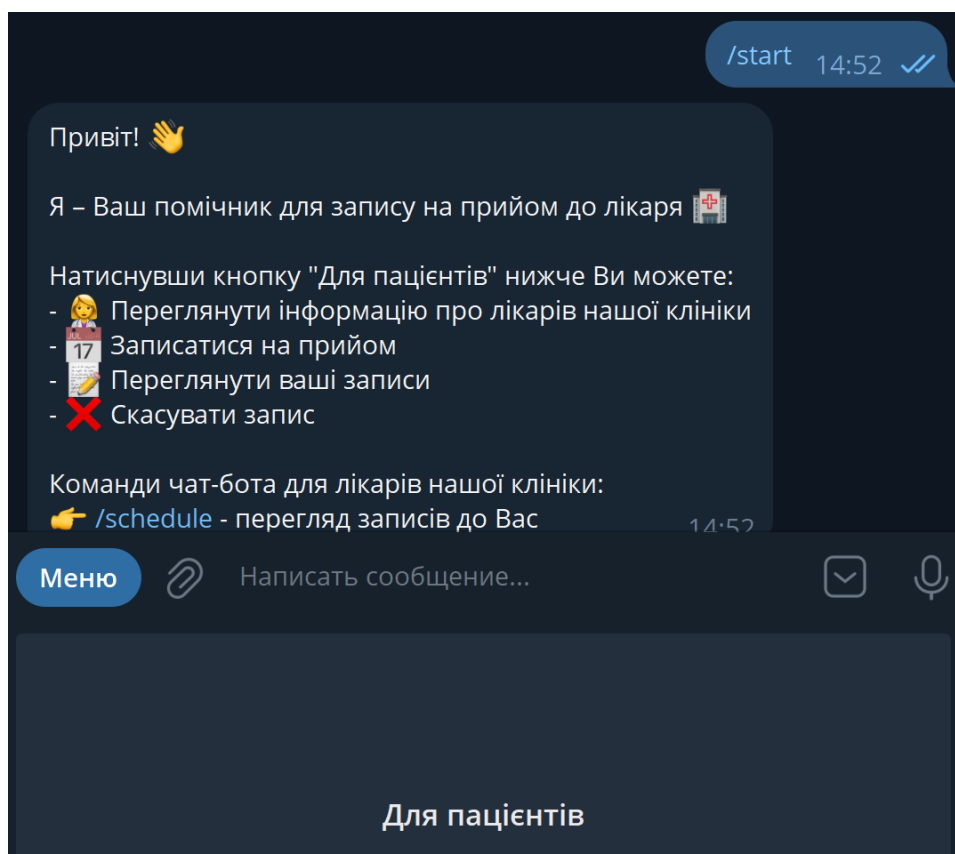 /start 14:52
Привіт! 👋
Я – Ваш помічник для запису на прийом до лікаря 🏥
Натиснувши кнопку "Для пацієнтів" нижче Ви можете:
- 👩‍⚕️ Переглянути інформацію про лікарів нашої клініки
- 📅 Записатися на прийом
- 📝 Переглянути ваші записи
- ❌ Скасувати запис
Команди чат-бота для лікарів нашої клініки:
👉 /schedule - перегляд записів до Вас 14:52
Меню Написать сообщение...
Для пацієнтів